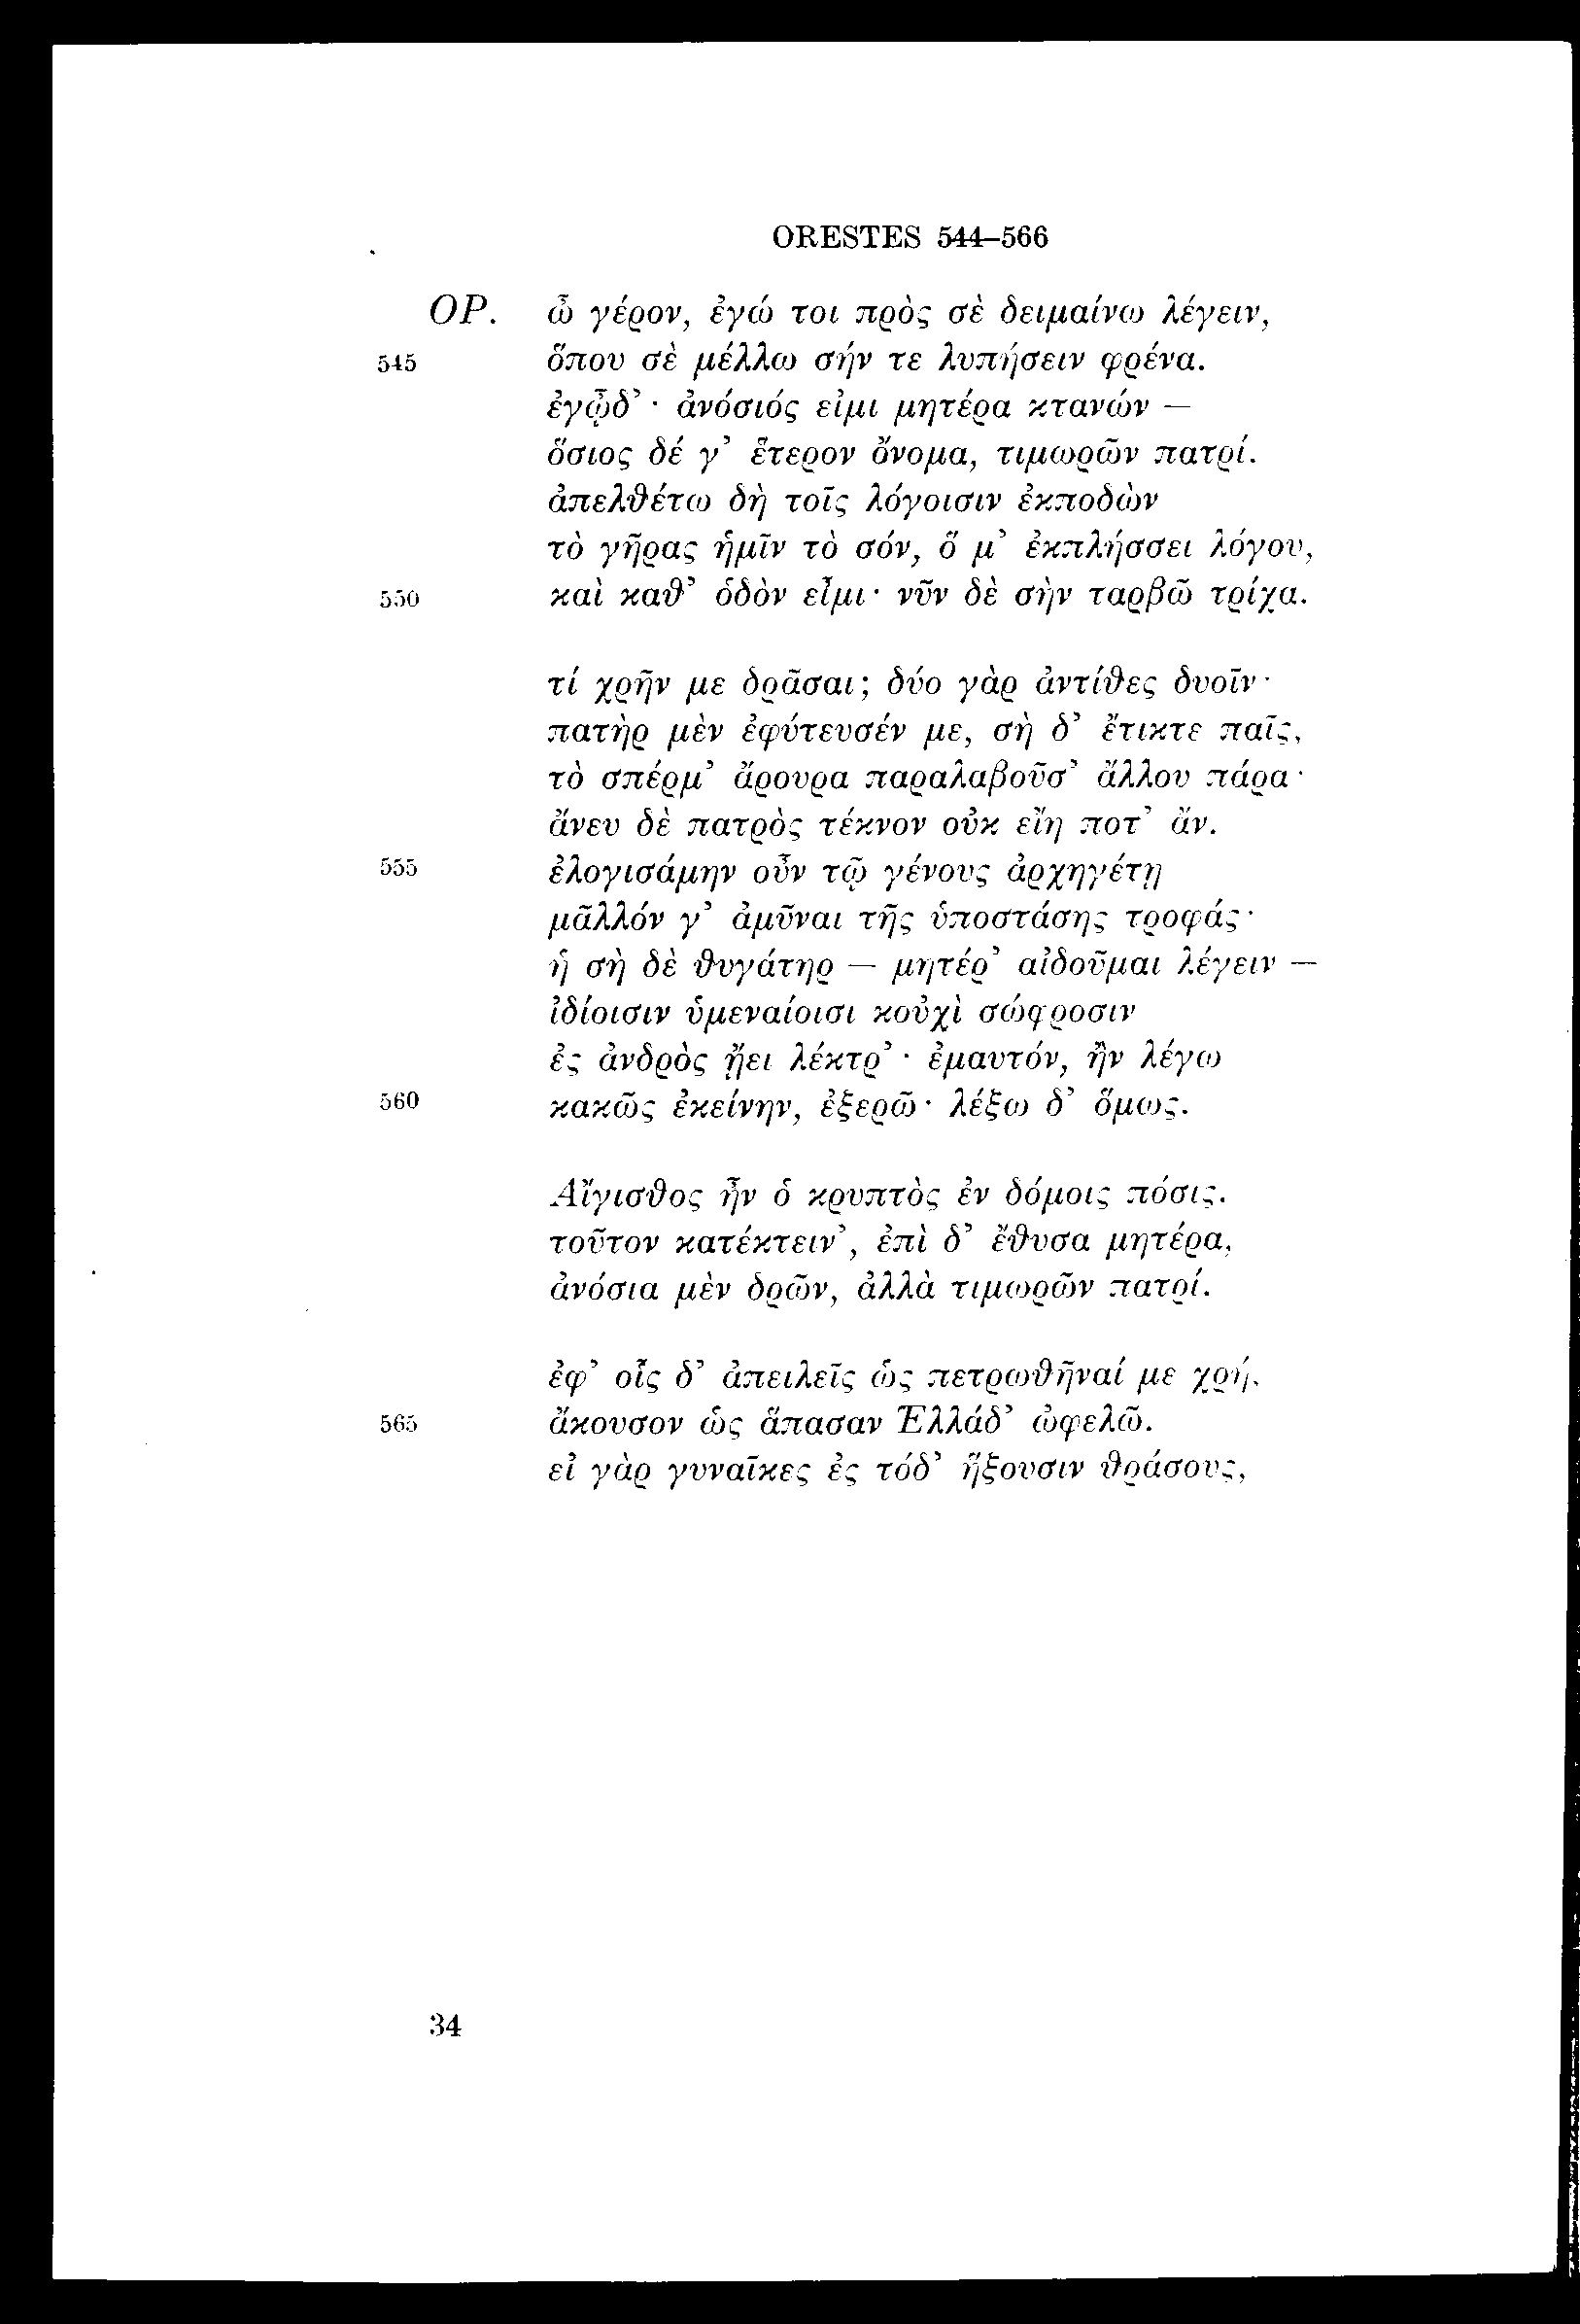 ORESTES 544–566
ΟΡ. ὦ γέρον, ἐγώ τοι πρὸς σὲ δειμαίνω λέγειν,
545 ὅπου σὲ μέλλω σήν τε λυπήσειν φρένα.
ἐγᾦδ’· ἀνόσιός εἰμι μητέρα κτανών —
ὅσιος δέ γ’ ἕτερον ὄνομα, τιμωρῶν πατρί.
ἀπελθέτω δὴ τοῖς λόγοισιν ἐκποδὼν
τὸ γῆρας ἡμῖν τὸ σόν, ὅ μ’ ἐκπλήσσει λόγου,
550 καὶ καθ’ ὁδὸν εἶμι· νῦν δὲ σὴν ταρβῶ τρίχα.
τί χρῆν με δρᾶσαι; δύο γὰρ ἀντίθες δυοῖν·
πατὴρ μὲν ἐφύτευσέν με, σὴ δ’ ἔτικτε παῖς,
τὸ σπέρμ’ ἄρουρα παραλαβοῦσ’ ἄλλου πάρα·
ἄνευ δὲ πατρὸς τέκνον οὐκ εἴη ποτ’ ἄν.
555 ἐλογισάμην οὖν τῷ γένους ἀρχηγέτῃ
μᾶλλόν γ’ ἀμῦναι τῆς ὑποστάσης τροφάς·
ἡ σὴ δὲ θυγάτηρ — μητέρ’ αἰδοῦμαι λέγειν —
ἰδίοισιν ὑμεναίοισι κοὐχὶ σώφροσιν
ἐς ἀνδρὸς ᾔει λέκτρ’· ἐμαυτόν, ἢν λέγω
560 κακῶς ἐκείνην, ἐξερῶ· λέξω δ’ ὅμως.
Αἴγισθος ἦν ὁ κρυπτὸς ἐν δόμοις πόσις.
τοῦτον κατέκτειν’, ἐπὶ δ’ ἔθυσα μητέρα,
ἀνόσια μὲν δρῶν, ἀλλὰ τιμωρῶν πατρί.
ἐφ’ οἷς δ’ ἀπειλεῖς ὡς πετρωθῆναί με χρή,
565 ἄκουσον ὡς ἅπασαν Ἑλλάδ’ ὠφελῶ.
εἰ γὰρ γυναῖκες ἐς τόδ’ ἥξουσιν θράσους,
34